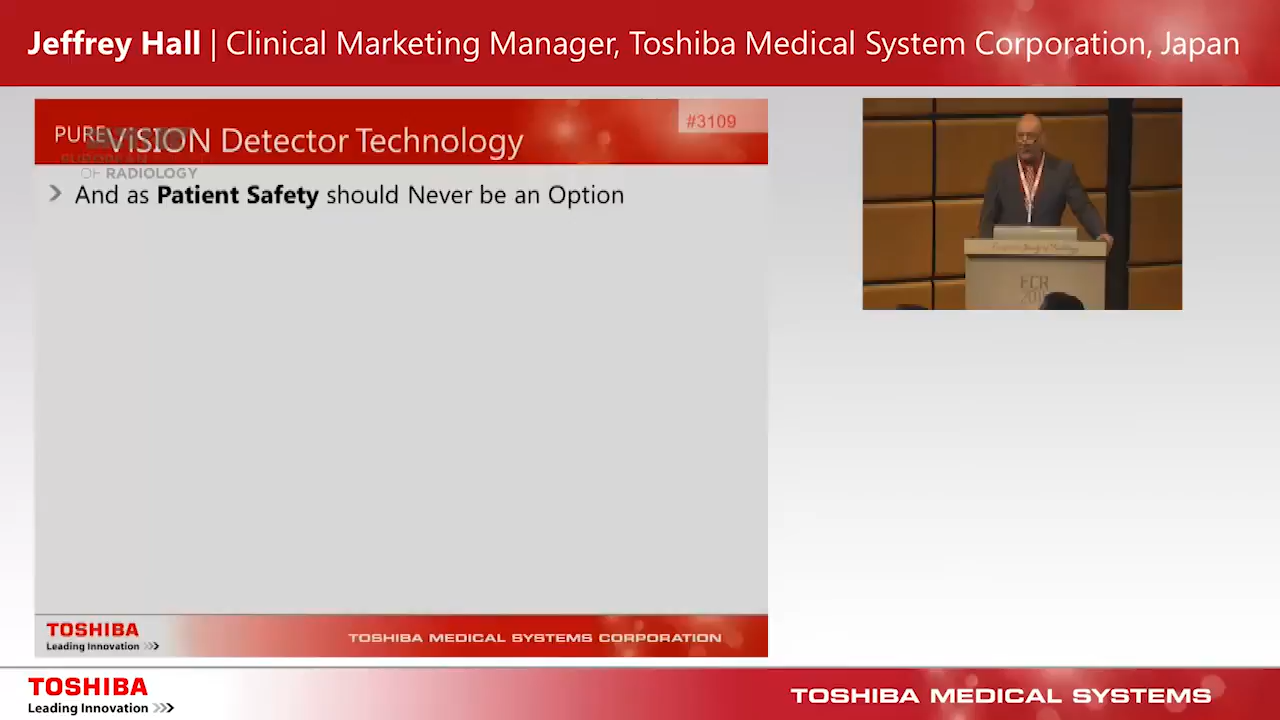 Jeffrey Hall | Clinical Marketing Manager, Toshiba Medical System Corporation, Japan
#3109
PURE ViSION Detector Technology
OF RADIOLOGY
And as Patient Safety should Never be an Option
ECR
TOSHIBA
Leading Innovation >>>
TOSHIBA MEDICAL SYSTEMS CORPORATION
TOSHIBA
Leading Innovation >>>
TOSHIBA MEDICAL SYSTEMS